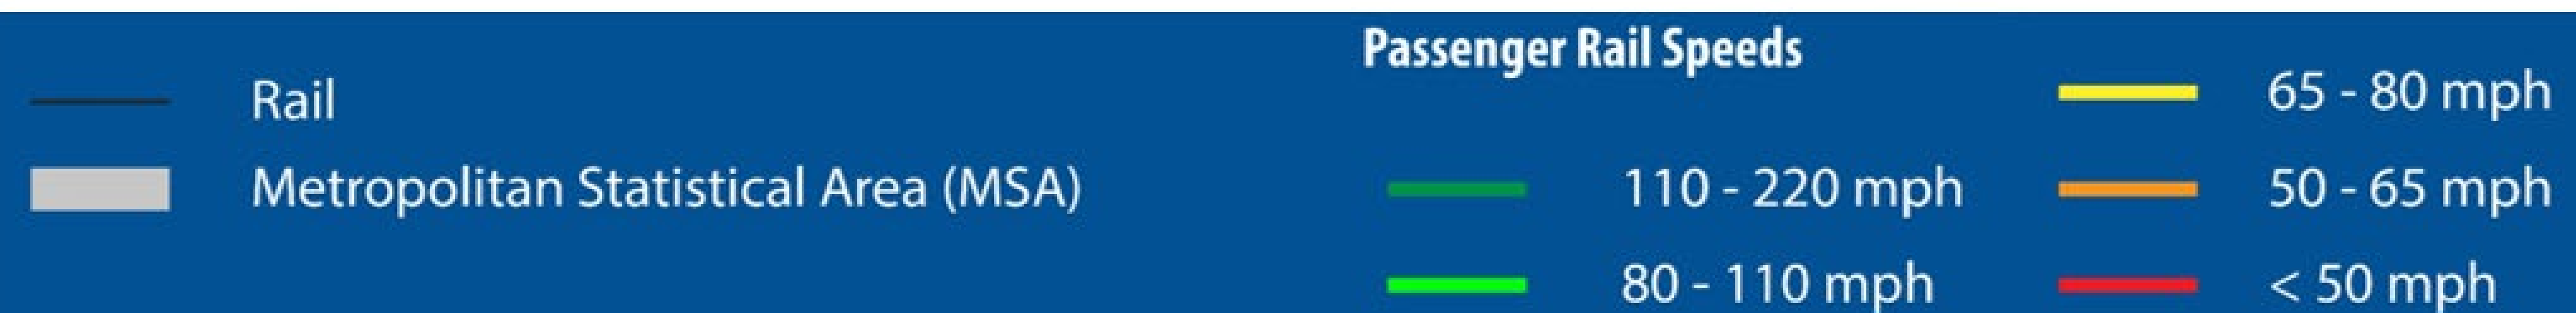 Rail
Metropolitan Statistical Area (MSA)
Passenger Rail Speeds
110 - 220 mph
80 - 110 mph
65 - 80 mph
50 - 65 mph
< 50 mph